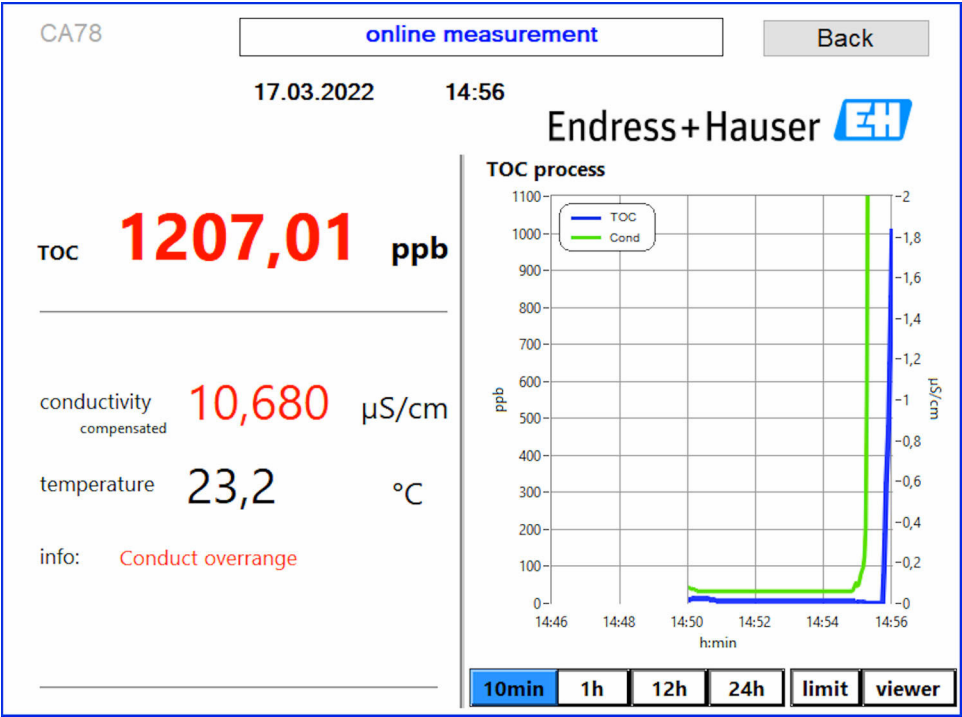 CA78
online measurement
Back
17.03.2022 14:56
Endress+Hauser EH
TOC 1207,01 ppb
conductivity 10,680 µS/cm
compensated
temperature 23,2 °C
info: Conduct overrange
TOC process
TOC
Cond
1100
1000
900
800
700
600
500
400
300
200
100
0
ppb
2
1,8
1,6
1,4
1,2
1
0,8
0,6
0,4
0,2
0
µS/cm
14:46 14:48 14:50 14:52 14:54 14:56
h:min
10min 1h 12h 24h limit viewer